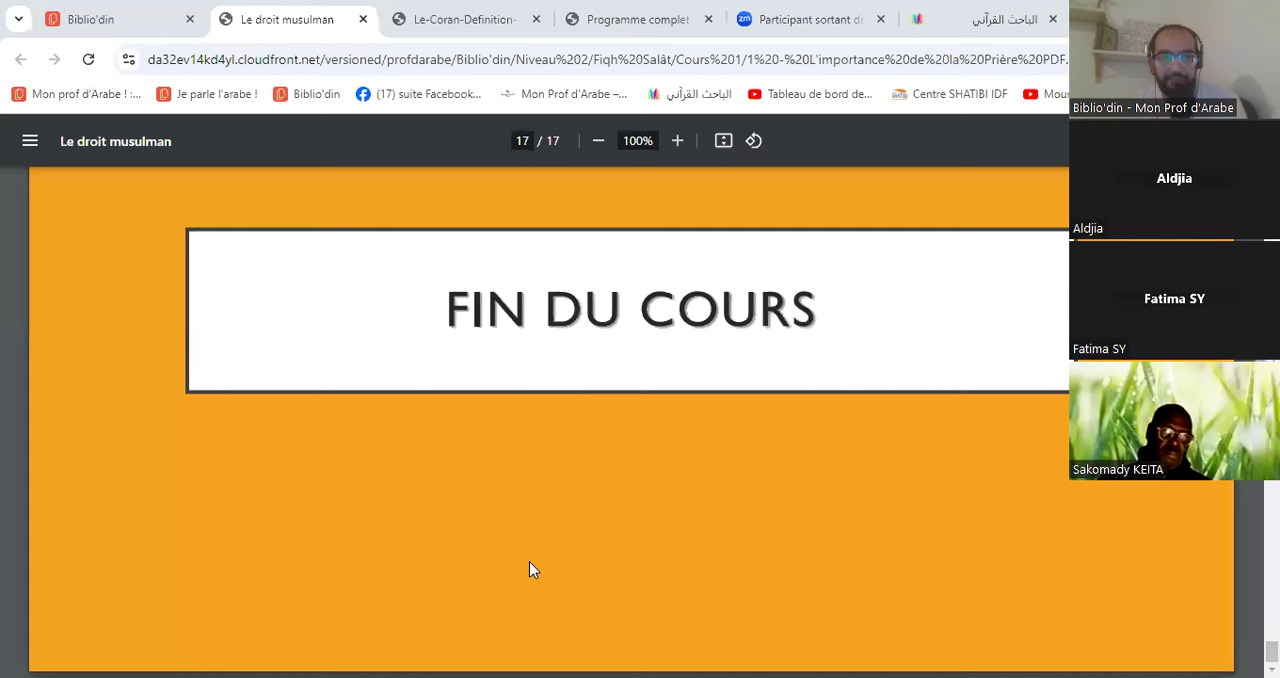 Biblio'din
Le droit musulman
Le-Coran-Definition-
Programme complet
Participant sortant de
الباحث القرآني
da32ev14kd4yl.cloudfront.net/versioned/profdarabe/Biblio'din/Niveau%202/Fiqh%20Salât/Cours%201/1%20-%20L'importance%20de%20la%20Prière%20PDF.
Mon prof d'Arabe ! :...
Je parle l'arabe !
Biblio'din
(17) suite Facebook...
Mon Prof d'Arabe –...
الباحث القرآني
Tableau de bord de...
Centre SHATIBI IDF
Mou
Le droit musulman
17 / 17
100%
FIN DU COURS
Biblio'din - Mon Prof d'Arabe
Aldjia
Aldjia
Fatima SY
Fatima SY
Sakomady KEITA